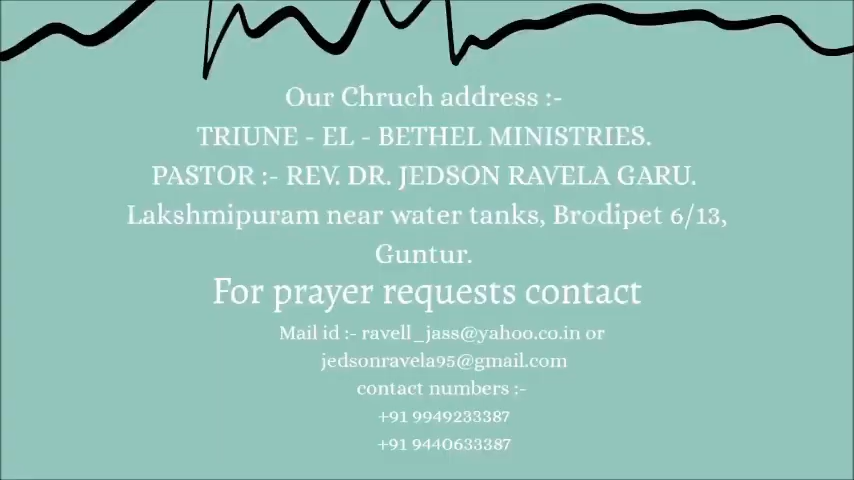 Our Chruch address :-
TRIUNE - EL - BETHEL MINISTRIES.
PASTOR :- REV. DR. JEDSON RAVELA GARU.
Lakshmipuram near water tanks, Brodipet 6/13,
Guntur.
For prayer requests contact
Mail id :- ravell_jass@yahoo.co.in or
jedsonravela95@gmail.com
contact numbers :-
+91 9949233387
+91 9440633387